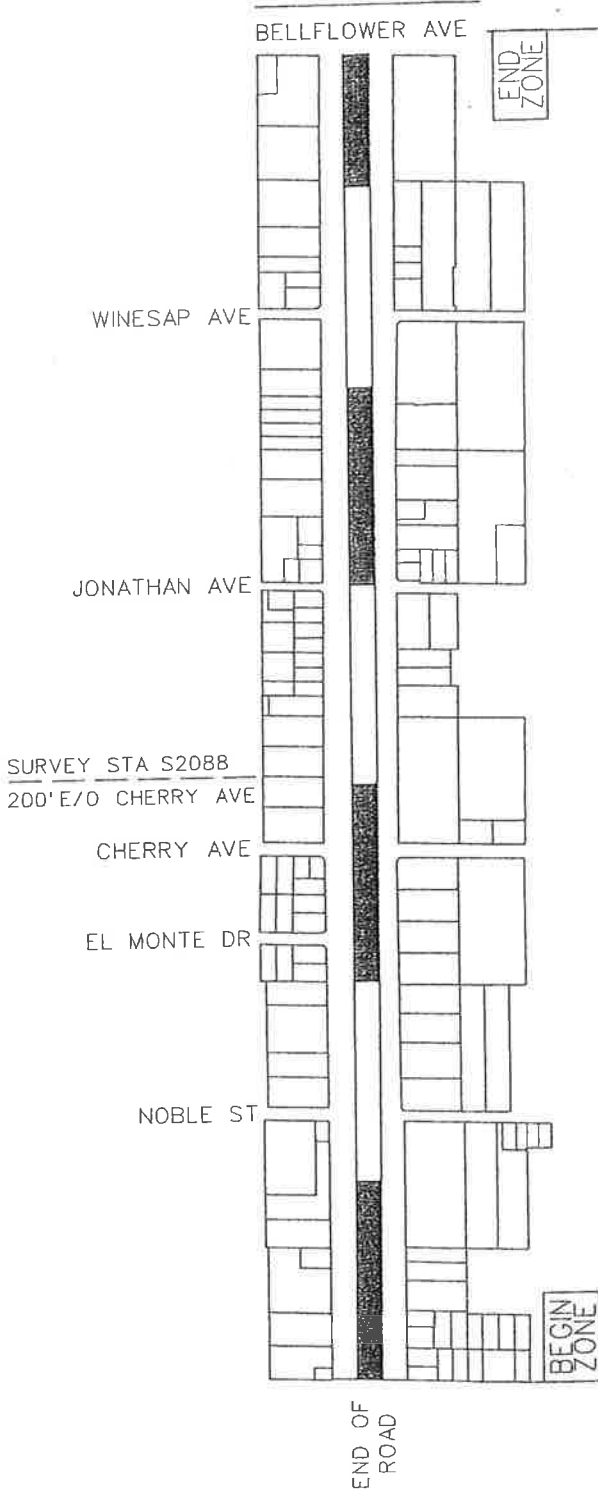 BELLFLOWER AVE
END
ZONE
WINESAP AVE
JONATHAN AVE
SURVEY STA S2088
200'E/O CHERRY AVE
CHERRY AVE
EL MONTE DR
NOBLE ST
BEGIN
ZONE
END OF
ROAD